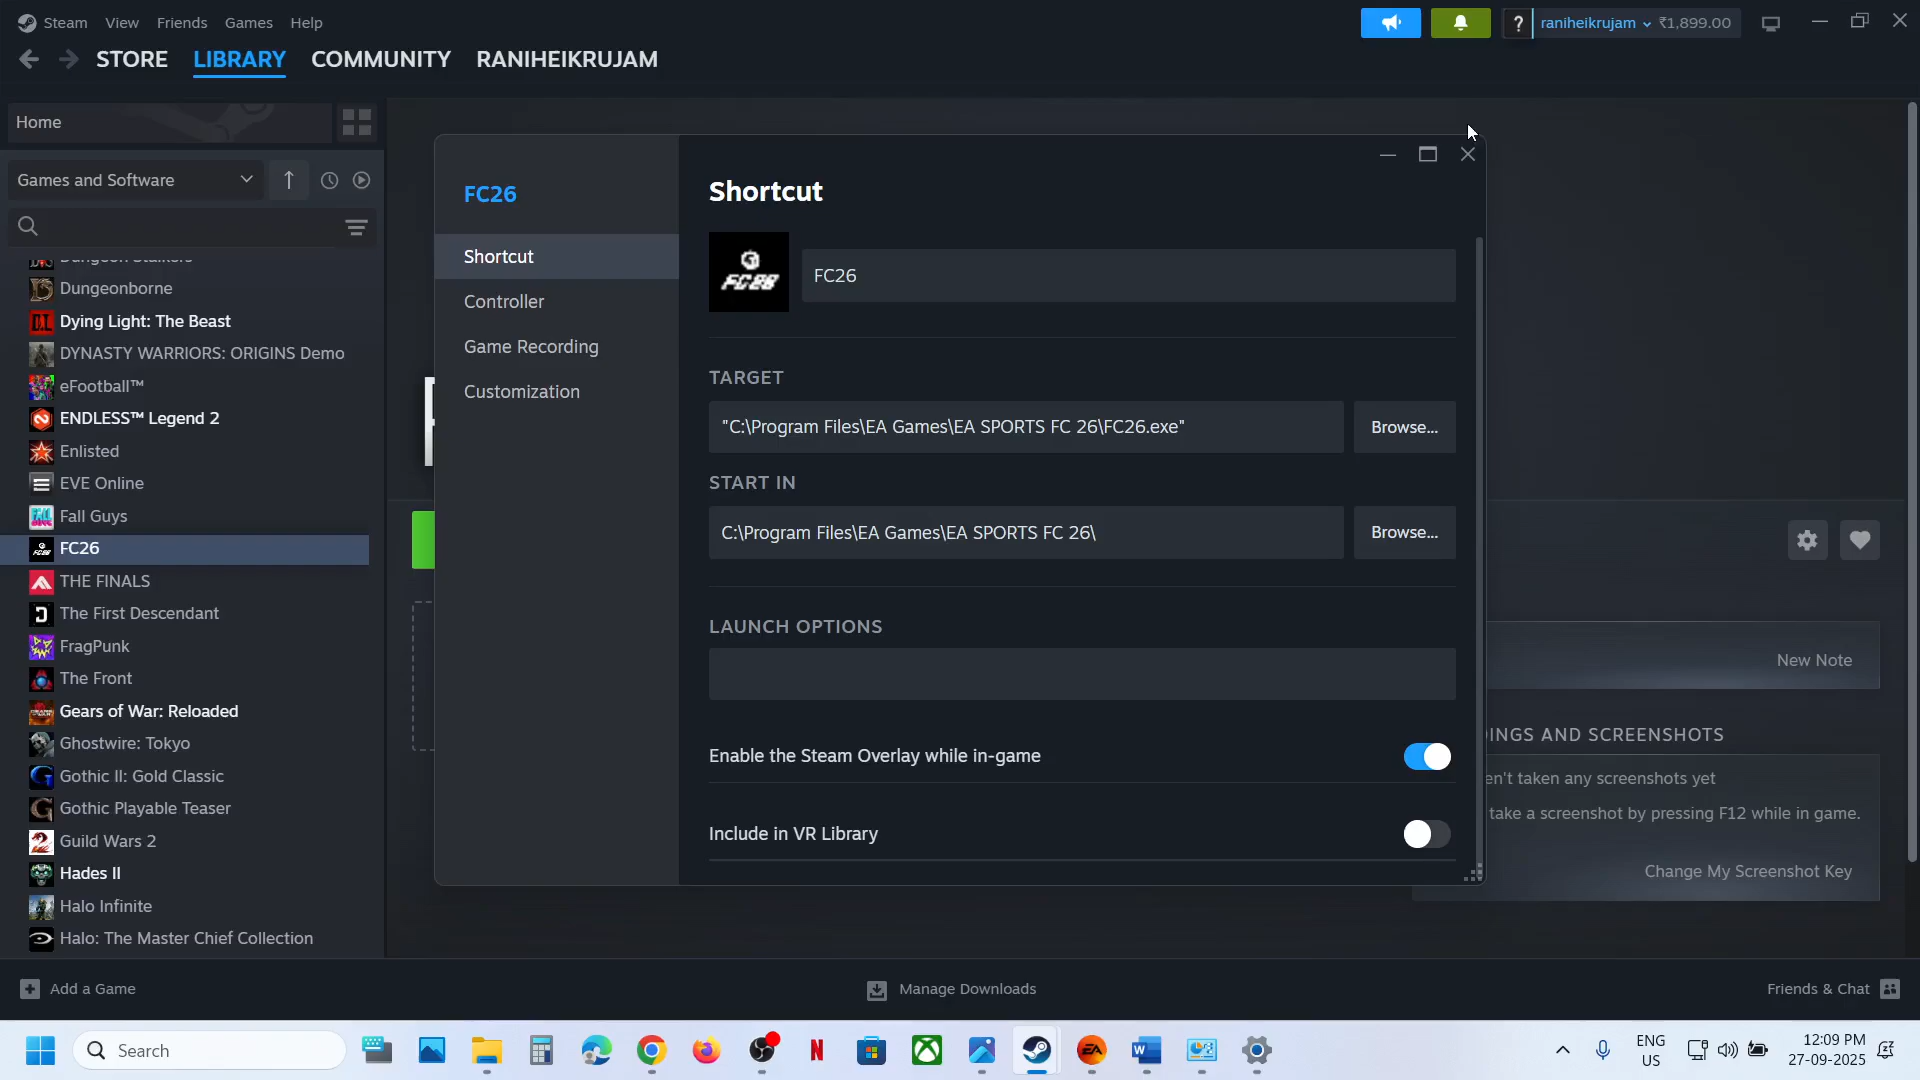 Steam View Friends Games Help
raniheikrujam ₹1,899.00
STORE LIBRARY COMMUNITY RANIHEIKRUJAM
Home
Games and Software
Dungeonborne
Dying Light: The Beast
DYNASTY WARRIORS: ORIGINS Demo
eFootball™
ENDLESS™ Legend 2
Enlisted
EVE Online
Fall Guys
FC26
THE FINALS
The First Descendant
FragPunk
The Front
Gears of War: Reloaded
Ghostwire: Tokyo
Gothic II: Gold Classic
Gothic Playable Teaser
Guild Wars 2
Hades II
Halo Infinite
Halo: The Master Chief Collection
FC26
Shortcut
Controller
Game Recording
Customization
Shortcut
FC26
FC26
TARGET
"C:\Program Files\EA Games\EA SPORTS FC 26\FC26.exe" Browse...
START IN
C:\Program Files\EA Games\EA SPORTS FC 26\ Browse...
LAUNCH OPTIONS
Enable the Steam Overlay while in-game
Include in VR Library
New Note
INGS AND SCREENSHOTS
en't taken any screenshots yet
take a screenshot by pressing F12 while in game.
Change My Screenshot Key
Add a Game Manage Downloads Friends & Chat
Search
ENG
US
12:09 PM
27-09-2025